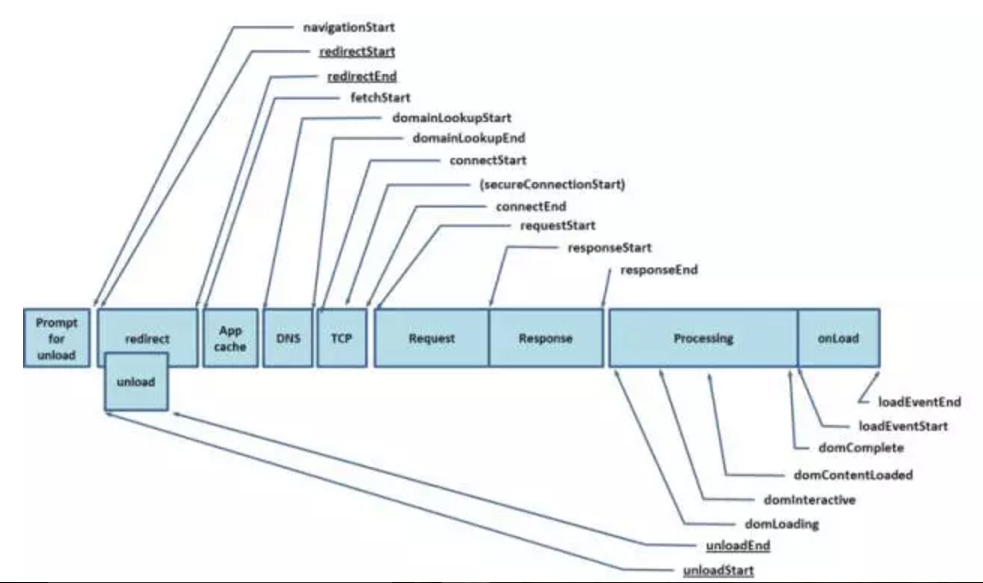 navigationStart
redirectStart
redirectEnd
fetchStart
domainLookupStart
domainLookupEnd
connectStart
(secureConnectionStart)
connectEnd
requestStart
responseStart
responseEnd
Prompt
for
unload
redirect
unload
App
cache
DNS
TCP
Request
Response
Processing
onLoad
loadEventEnd
loadEventStart
domComplete
domContentLoaded
domInteractive
domLoading
unloadEnd
unloadStart